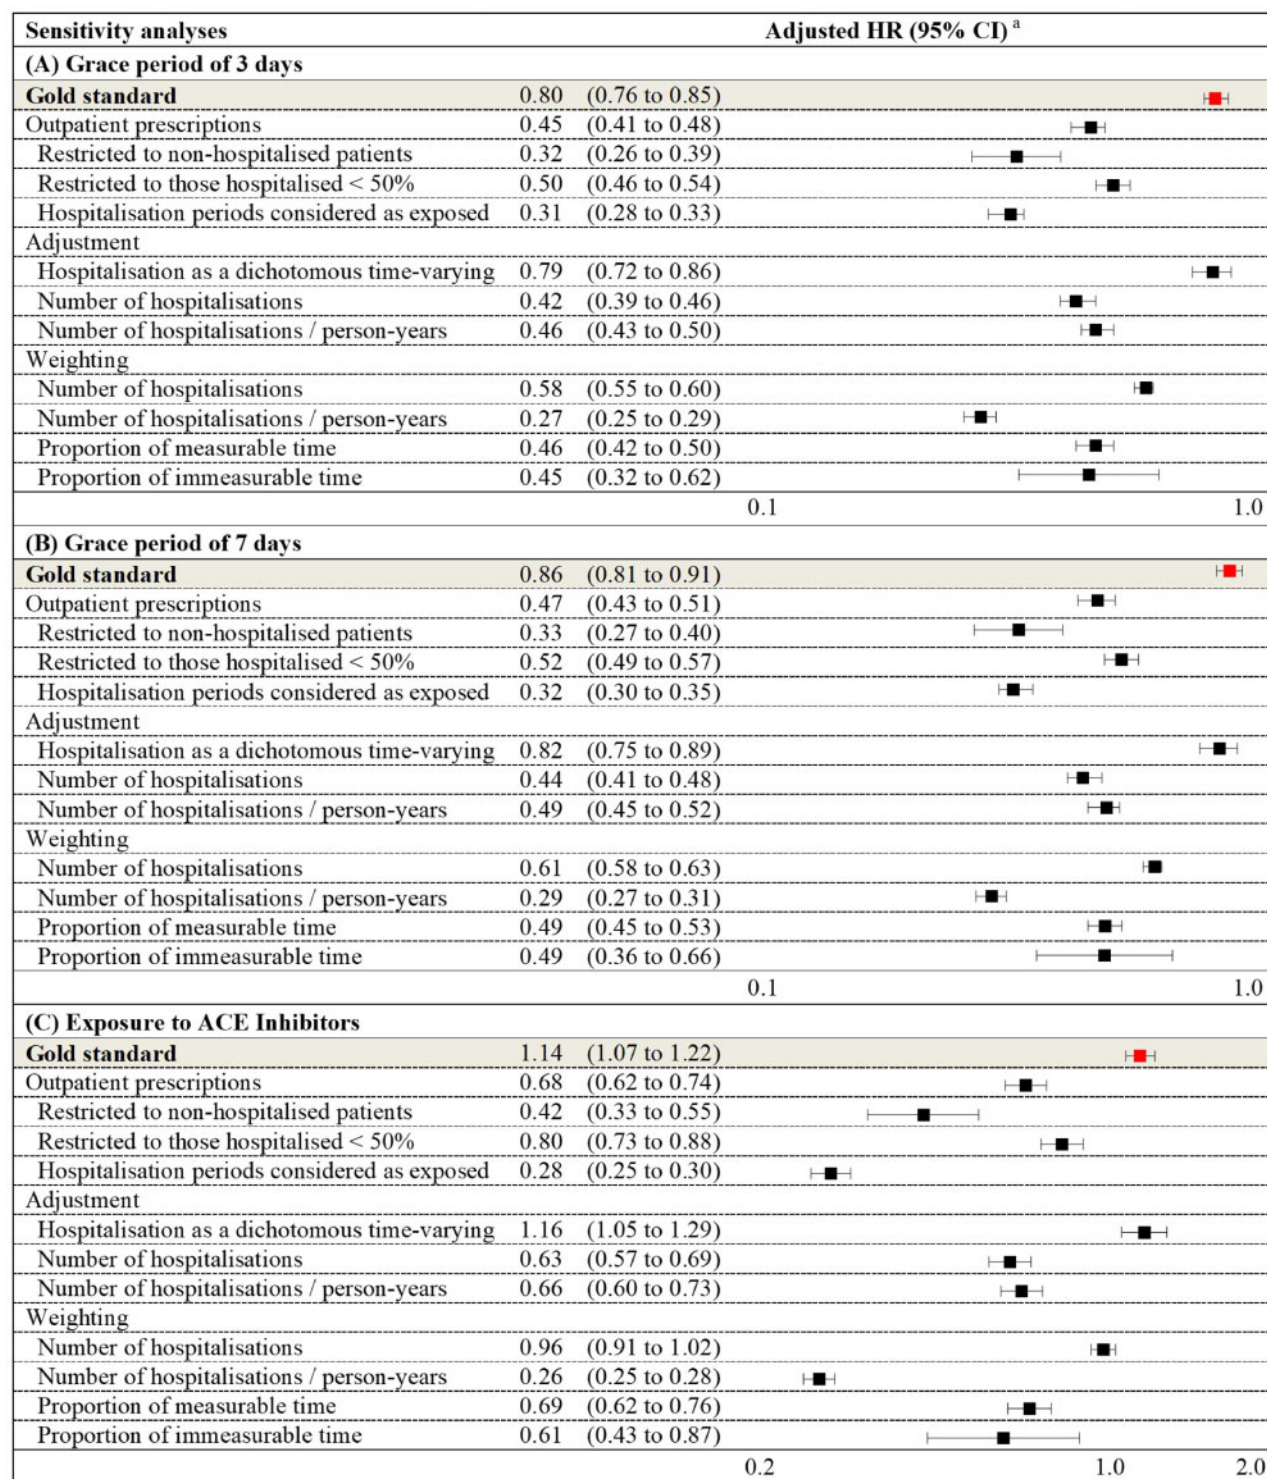 Sensitivity analyses Adjusted HR (95% CI) a
(A) Grace period of 3 days
Gold standard 0.80 (0.76 to 0.85)
Outpatient prescriptions 0.45 (0.41 to 0.48)
Restricted to non-hospitalised patients 0.32 (0.26 to 0.39)
Restricted to those hospitalised < 50% 0.50 (0.46 to 0.54)
Hospitalisation periods considered as exposed 0.31 (0.28 to 0.33)
Adjustment
Hospitalisation as a dichotomous time-varying 0.79 (0.72 to 0.86)
Number of hospitalisations 0.42 (0.39 to 0.46)
Number of hospitalisations / person-years 0.46 (0.43 to 0.50)
Weighting
Number of hospitalisations 0.58 (0.55 to 0.60)
Number of hospitalisations / person-years 0.27 (0.25 to 0.29)
Proportion of measurable time 0.46 (0.42 to 0.50)
Proportion of immeasurable time 0.45 (0.32 to 0.62)
0.1 1.0
(B) Grace period of 7 days
Gold standard 0.86 (0.81 to 0.91)
Outpatient prescriptions 0.47 (0.43 to 0.51)
Restricted to non-hospitalised patients 0.33 (0.27 to 0.40)
Restricted to those hospitalised < 50% 0.52 (0.49 to 0.57)
Hospitalisation periods considered as exposed 0.32 (0.30 to 0.35)
Adjustment
Hospitalisation as a dichotomous time-varying 0.82 (0.75 to 0.89)
Number of hospitalisations 0.44 (0.41 to 0.48)
Number of hospitalisations / person-years 0.49 (0.45 to 0.52)
Weighting
Number of hospitalisations 0.61 (0.58 to 0.63)
Number of hospitalisations / person-years 0.29 (0.27 to 0.31)
Proportion of measurable time 0.49 (0.45 to 0.53)
Proportion of immeasurable time 0.49 (0.36 to 0.66)
0.1 1.0
(C) Exposure to ACE Inhibitors
Gold standard 1.14 (1.07 to 1.22)
Outpatient prescriptions 0.68 (0.62 to 0.74)
Restricted to non-hospitalised patients 0.42 (0.33 to 0.55)
Restricted to those hospitalised < 50% 0.80 (0.73 to 0.88)
Hospitalisation periods considered as exposed 0.28 (0.25 to 0.30)
Adjustment
Hospitalisation as a dichotomous time-varying 1.16 (1.05 to 1.29)
Number of hospitalisations 0.63 (0.57 to 0.69)
Number of hospitalisations / person-years 0.66 (0.60 to 0.73)
Weighting
Number of hospitalisations 0.96 (0.91 to 1.02)
Number of hospitalisations / person-years 0.26 (0.25 to 0.28)
Proportion of measurable time 0.69 (0.62 to 0.76)
Proportion of immeasurable time 0.61 (0.43 to 0.87)
0.2 1.0 2.0